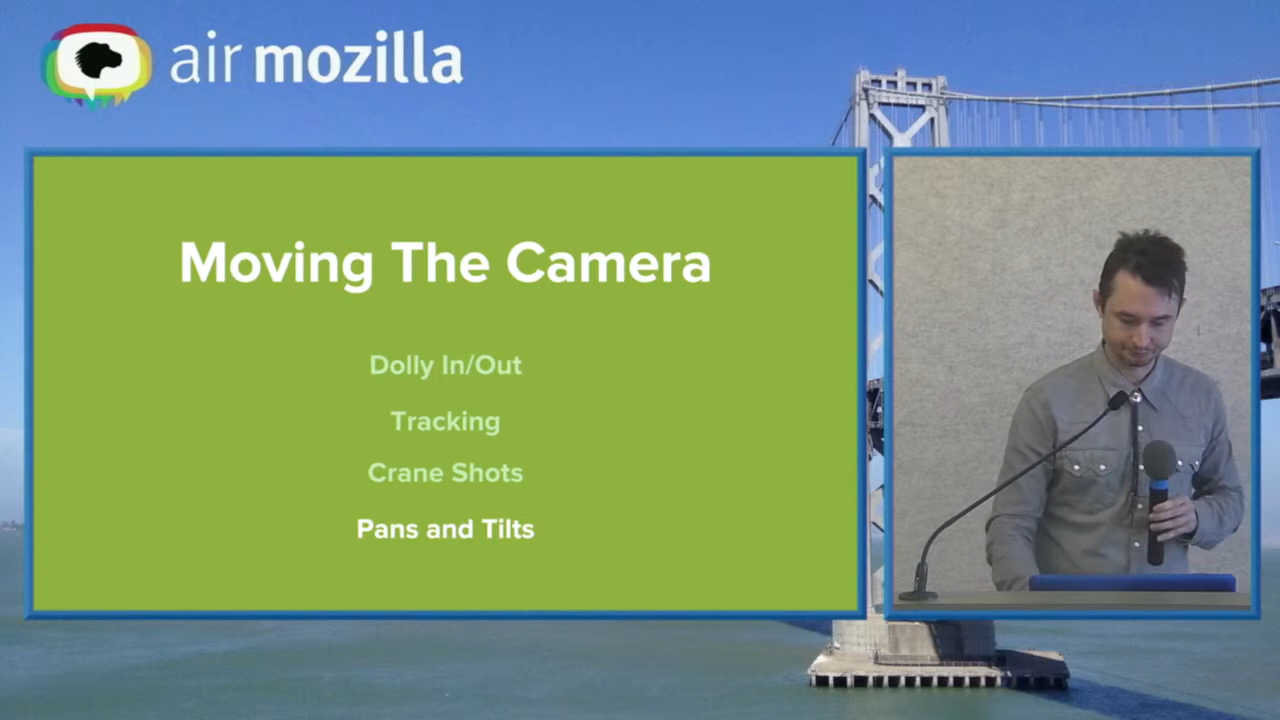 air mozilla
Moving The Camera
Dolly In/Out
Tracking
Crane Shots
Pans and Tilts